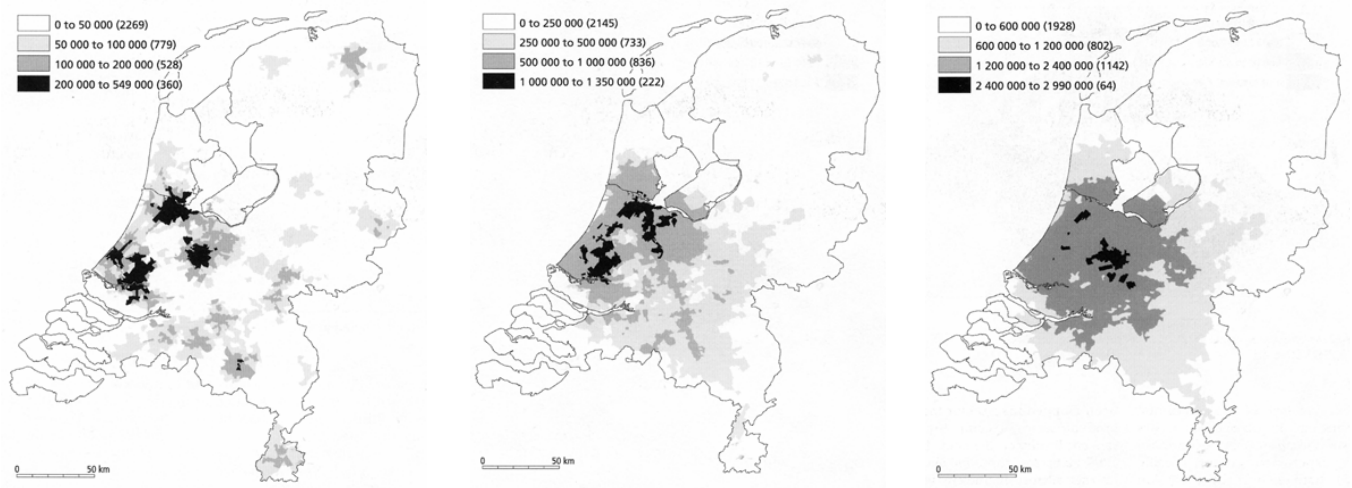 0 to 50 000 (2269)
50 000 to 100 000 (779)
100 000 to 200 000 (528)
200 000 to 549 000 (360)
0 50 km
0 to 250 000 (2145)
250 000 to 500 000 (733)
500 000 to 1 000 000 (836)
1 000 000 to 1 350 000 (222)
0 50 km
0 to 600 000 (1928)
600 000 to 1 200 000 (802)
1 200 000 to 2 400 000 (1142)
2 400 000 to 2 990 000 (64)
0 50 km